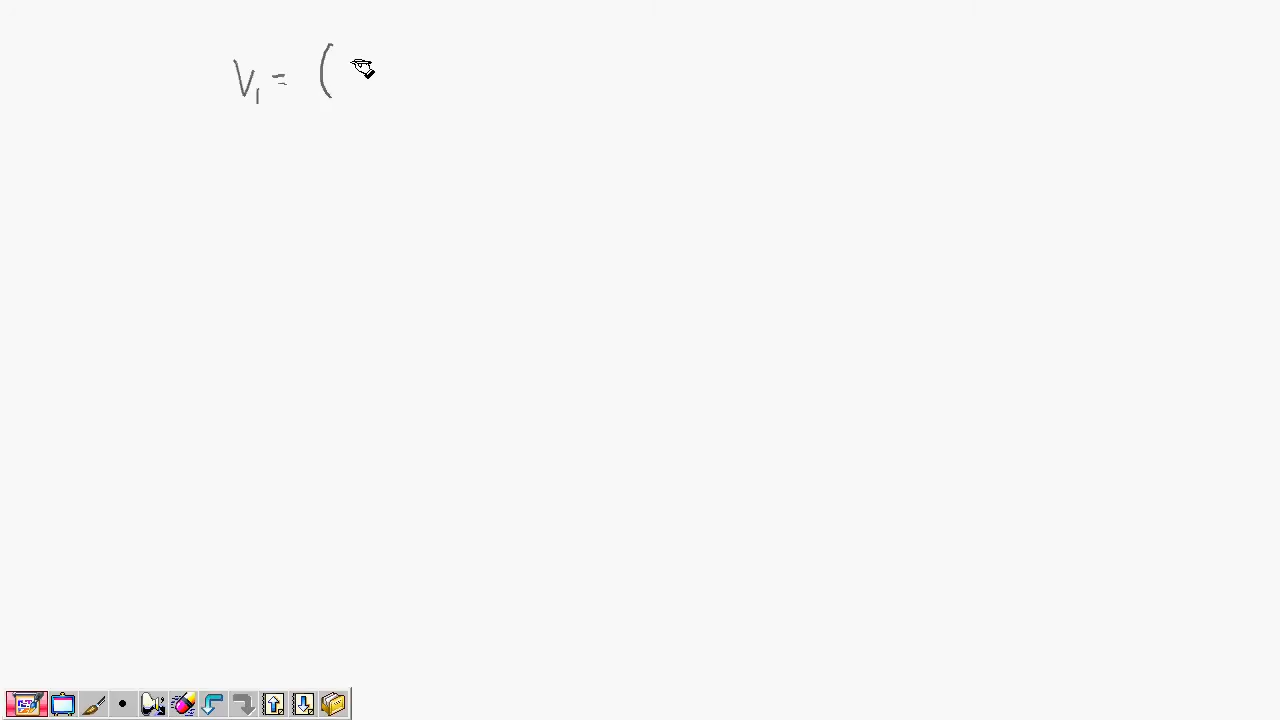 V₁ = (